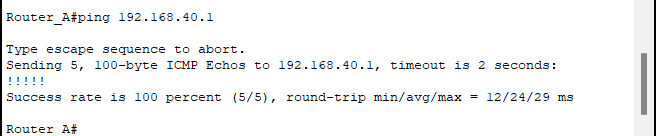 Router_A#ping 192.168.40.1
Type escape sequence to abort.
Sending 5, 100-byte ICMP Echos to 192.168.40.1, timeout is 2 seconds:
!!!!!
Success rate is 100 percent (5/5), round-trip min/avg/max = 12/24/29 ms
Router A#